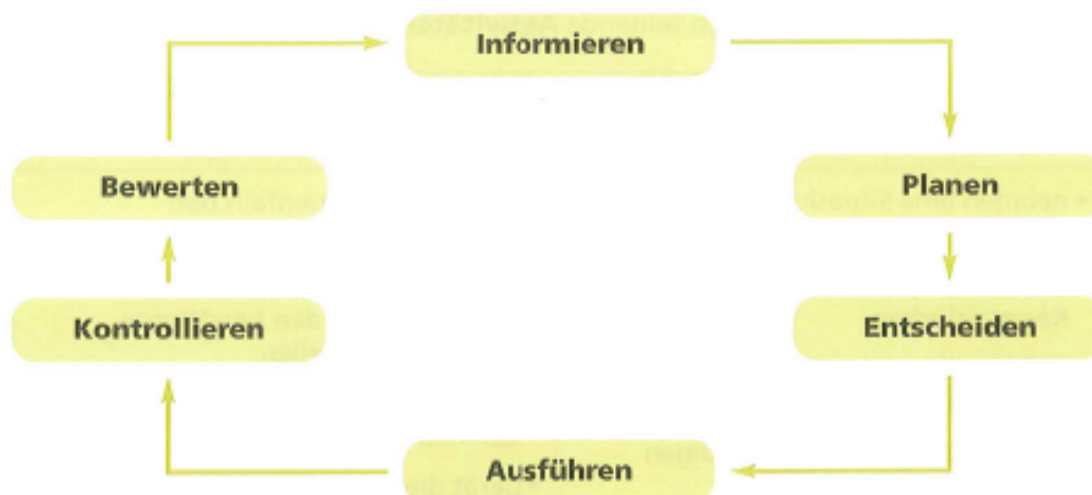 Informieren
Planen
Entscheiden
Ausführen
Kontrollieren
Bewerten